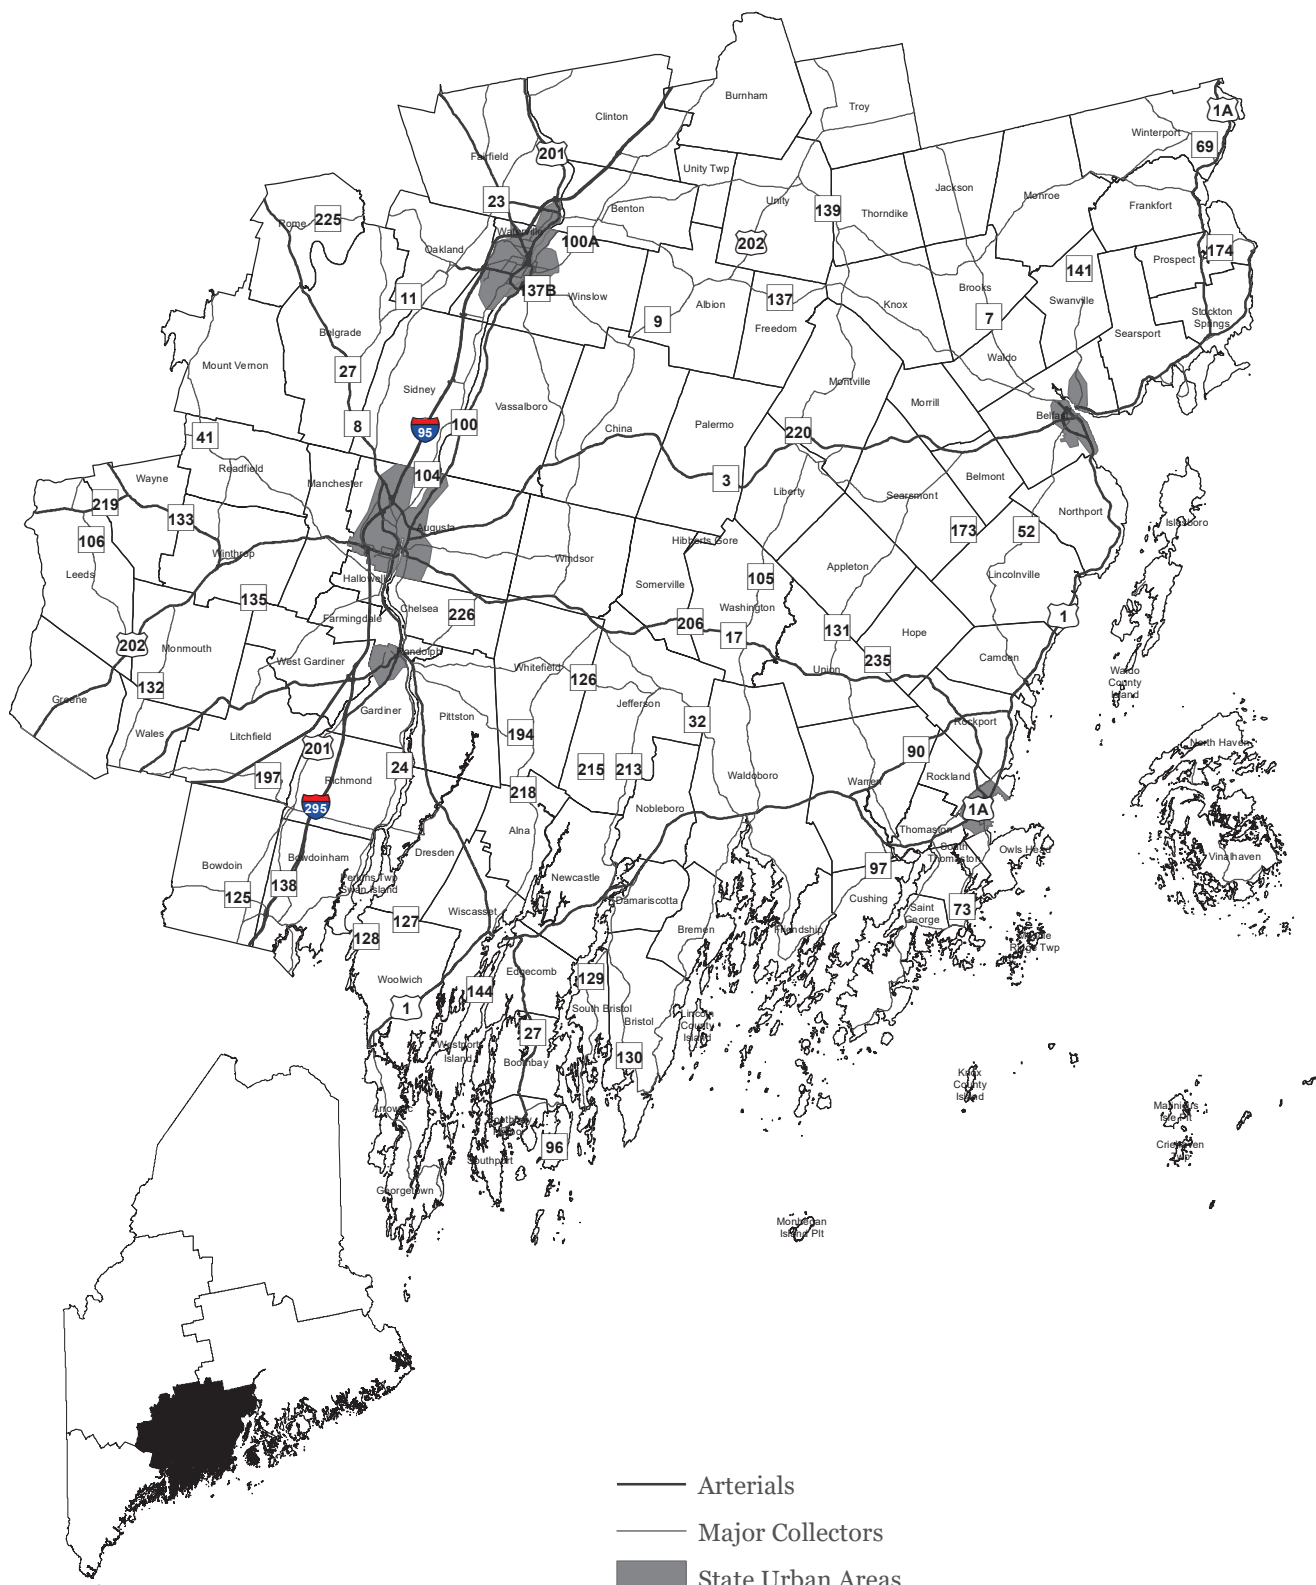 Burnham
Troy
Clinton
1A
Winterport
69
Fairfield
201
Unity Twp
Jackson
Monroe
23
Unity
139
Thorndike
Frankfort
Benton
Rome
225
Waterville
100A
202
174
Oakland
Prospect
141
137B
11
Winslow
Brooks
Swanville
137
Albion
Knox
Stockton
Springs
9
Freedom
7
Searsport
Belgrade
Waldo
Mount Vernon
27
Montville
Sidney
Vassalboro
Morrill
Belfast
8
95
100
China
Palermo
220
41
Readfield
104
3
Belmont
Wayne
Manchester
Liberty
Searsmont
219
Northport
133
Augusta
173
52
Islesboro
106
Hibberts Gore
Winthrop
Windsor
Leeds
Hallowell
Somerville
105
Appleton
Lincolnville
135
Chelsea
226
Washington
1
Farmingdale
206
17
131
Hope
202
Monmouth
Randolph
235
West Gardiner
Whitefield
Union
Camden
132
126
Waldo
County
Island
Greene
Jefferson
Gardiner
Pittston
32
Rockport
Wales
Litchfield
194
North Haven
201
90
197
24
215
213
Waldoboro
Rockland
Richmond
218
Warren
295
Nobleboro
1A
Alna
Thomaston
South
Thomaston
Owls Head
Bowdoinham
Dresden
Vinalhaven
Bowdoin
97
125
138
Perkins Twp
Swan Island
Newcastle
Damariscotta
Cushing
127
Wiscasset
Saint
George
73
128
Bremen
Friendship
Muscle
Ridge Twp
Edgecomb
Woolwich
144
129
1
South Bristol
Lincoln
County
Island
Bristol
27
Westport
Island
Boothbay
130
Knox
County
Island
Arrowsic
Boothbay
Harbor
Matinicus
Isle Plt
96
Criehaven
Twp
Southport
Georgetown
Monhegan
Island Plt
Arterials
Major Collectors
State Urban Areas